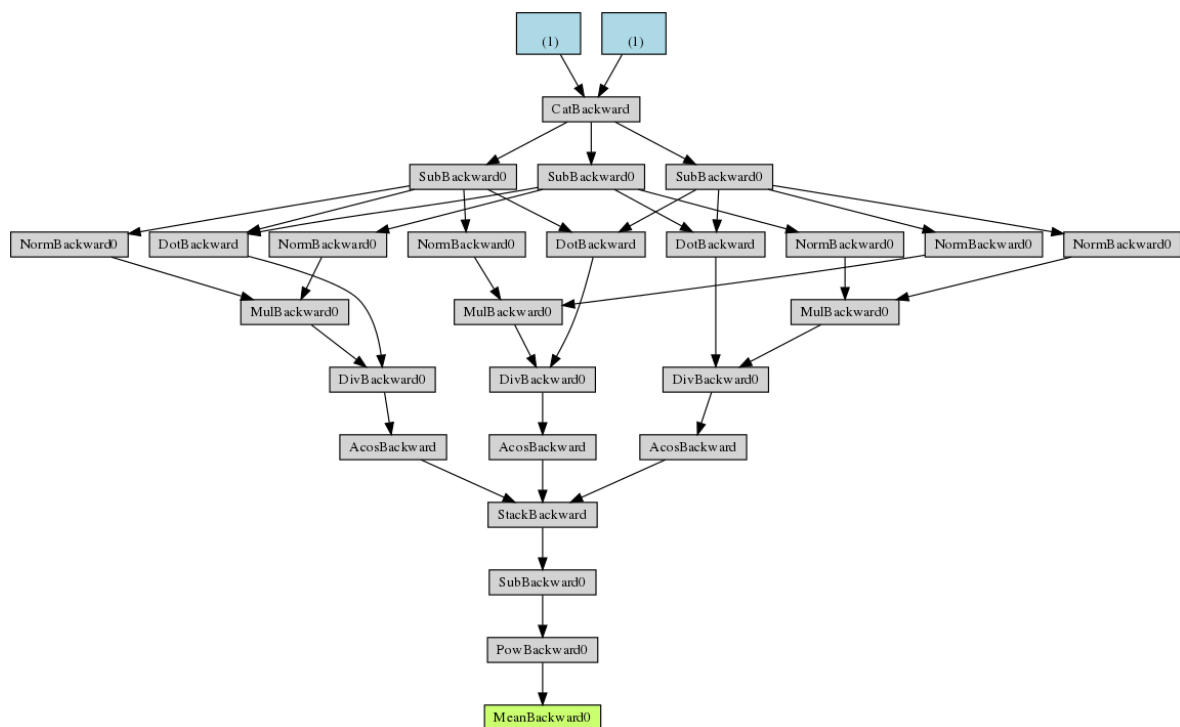 (1)
(1)
CatBackward
SubBackward0
SubBackward0
SubBackward0
NormBackward0
DotBackward
NormBackward0
NormBackward0
DotBackward
DotBackward
NormBackward0
NormBackward0
NormBackward0
MulBackward0
MulBackward0
MulBackward0
DivBackward0
DivBackward0
DivBackward0
AcosBackward
AcosBackward
AcosBackward
StackBackward
SubBackward0
PowBackward0
MeanBackward0